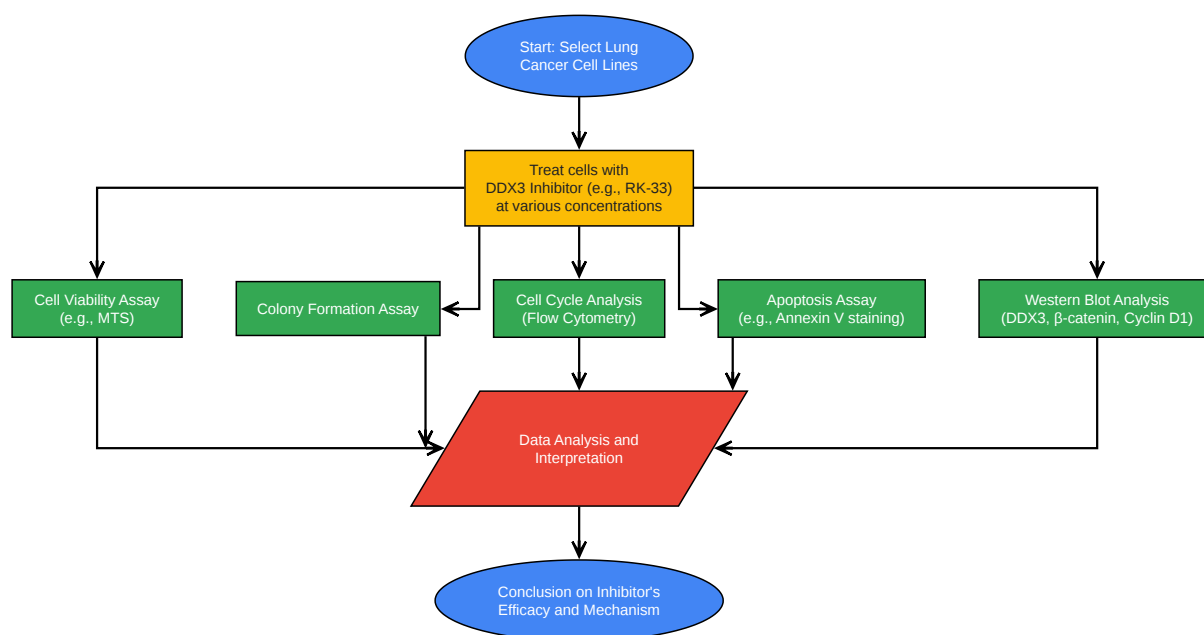 Start: Select Lung
Cancer Cell Lines
Treat cells with
DDX3 Inhibitor (e.g., RK-33)
at various concentrations
Cell Viability Assay
(e.g., MTS)
Colony Formation Assay
Cell Cycle Analysis
(Flow Cytometry)
Apoptosis Assay
(e.g., Annexin V staining)
Western Blot Analysis
(DDX3, β-catenin, Cyclin D1)
Data Analysis and
Interpretation
Conclusion on Inhibitor's
Efficacy and Mechanism